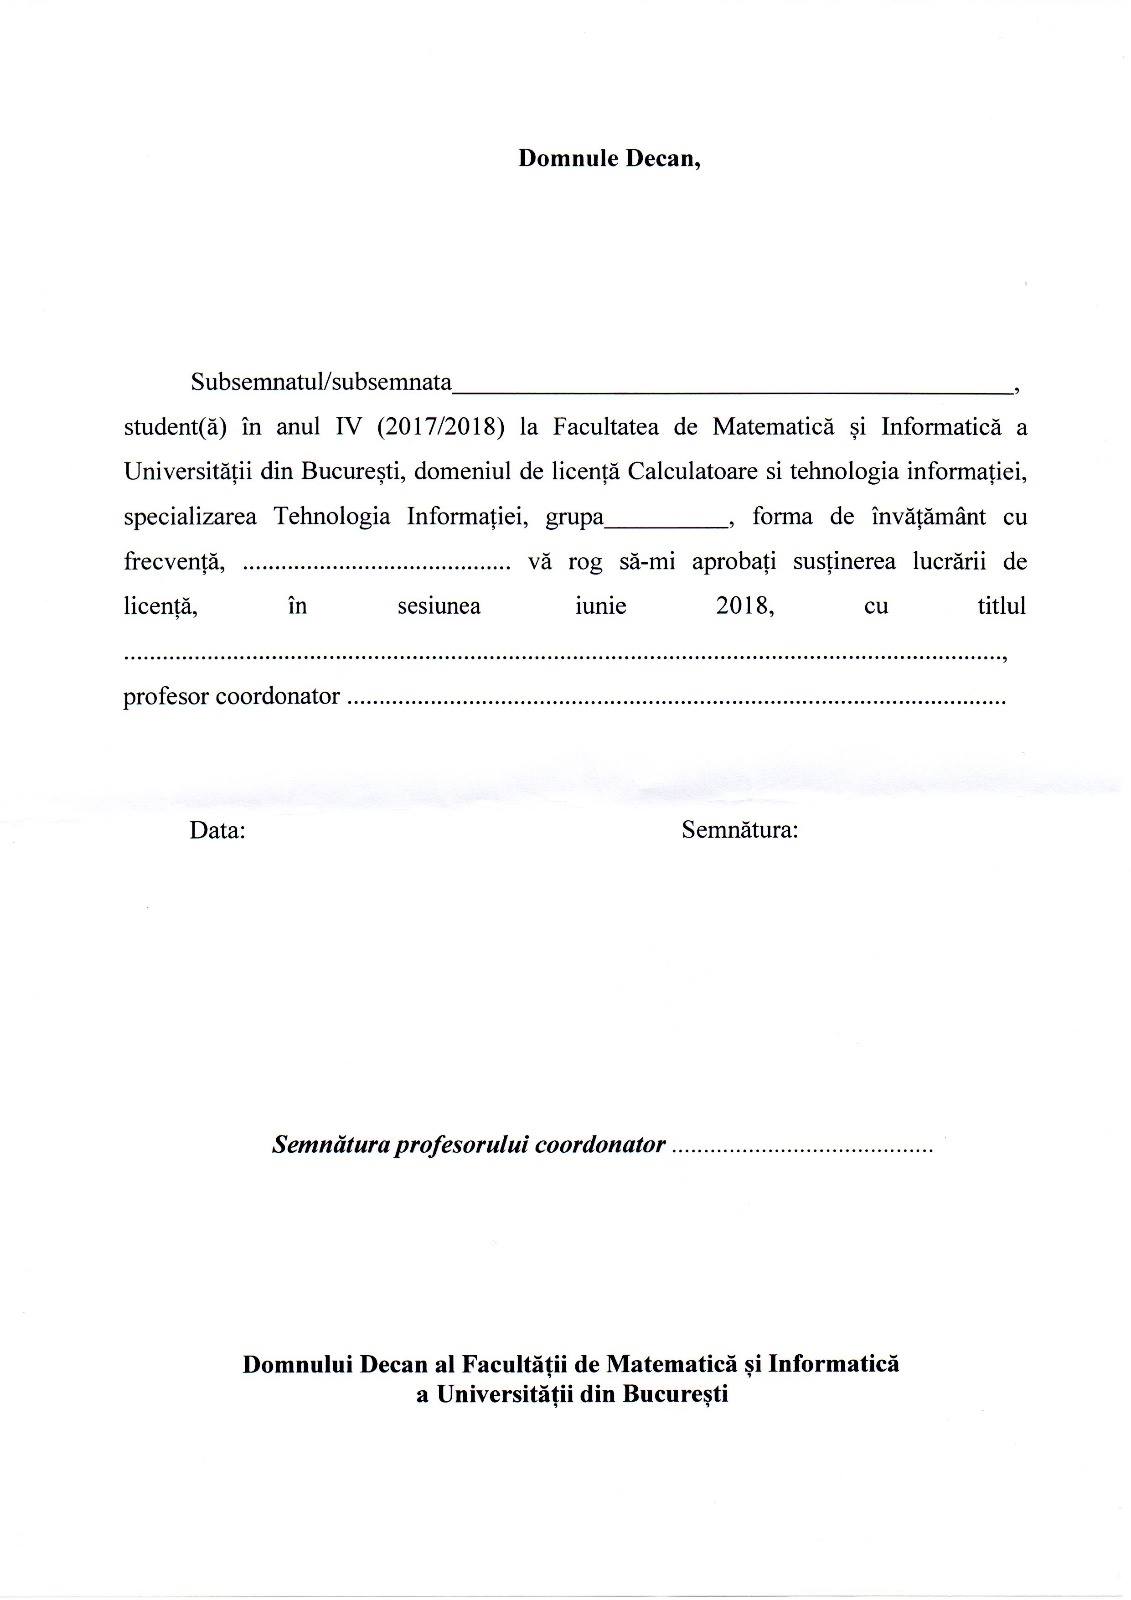 Domnule Decan,
Subsemnatul/subsemnata_____________________________________________,
student(ă) în anul IV (2017/2018) la Facultatea de Matematică și Informatică a
Universității din București, domeniul de licență Calculatoare si tehnologia informației,
specializarea Tehnologia Informației, grupa__________, forma de învățământ cu
frecvență, .......................................... vă rog să-mi aprobați susținerea lucrării de
licență, în sesiunea iunie 2018, cu titlul
.........................................................................................................................................,
profesor coordonator .......................................................................................................
Data: Semnătura:
Semnătura profesorului coordonator .........................................
Domnului Decan al Facultății de Matematică și Informatică
a Universității din București